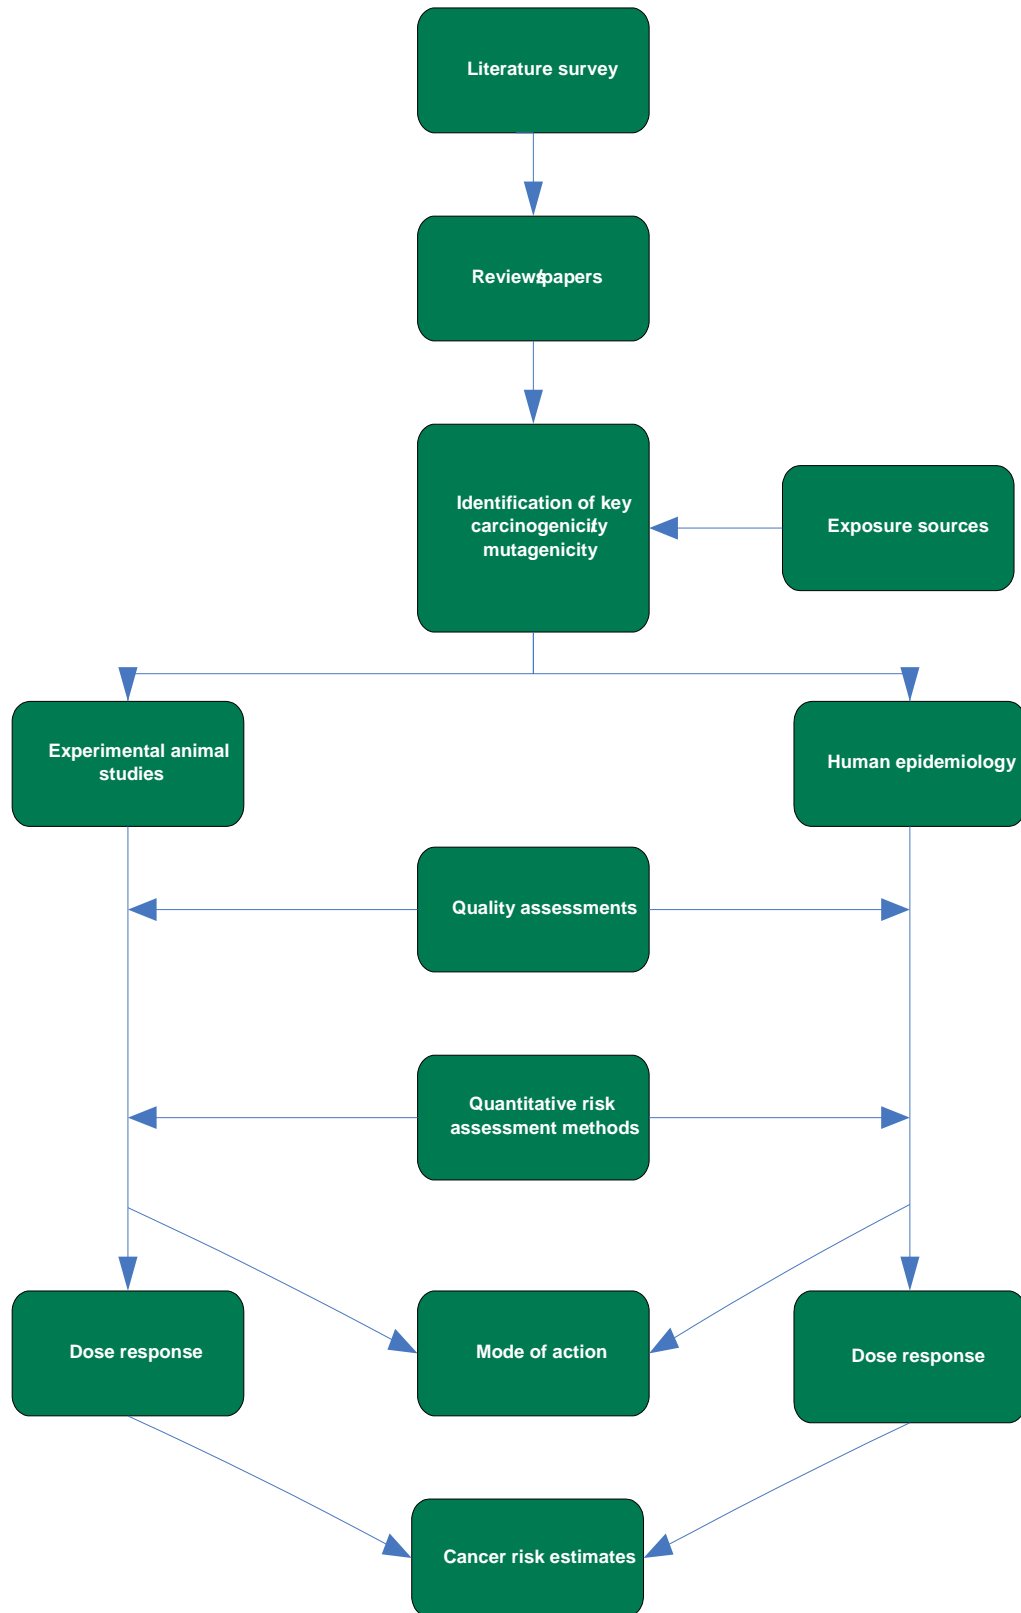 Literature survey
Reviews/papers
Identification of key
carcinogenicity/
mutagenicity
Exposure sources
Experimental animal
studies
Human epidemiology
Quality assessments
Quantitative risk
assessment methods
Dose response
Mode of action
Dose response
Cancer risk estimates